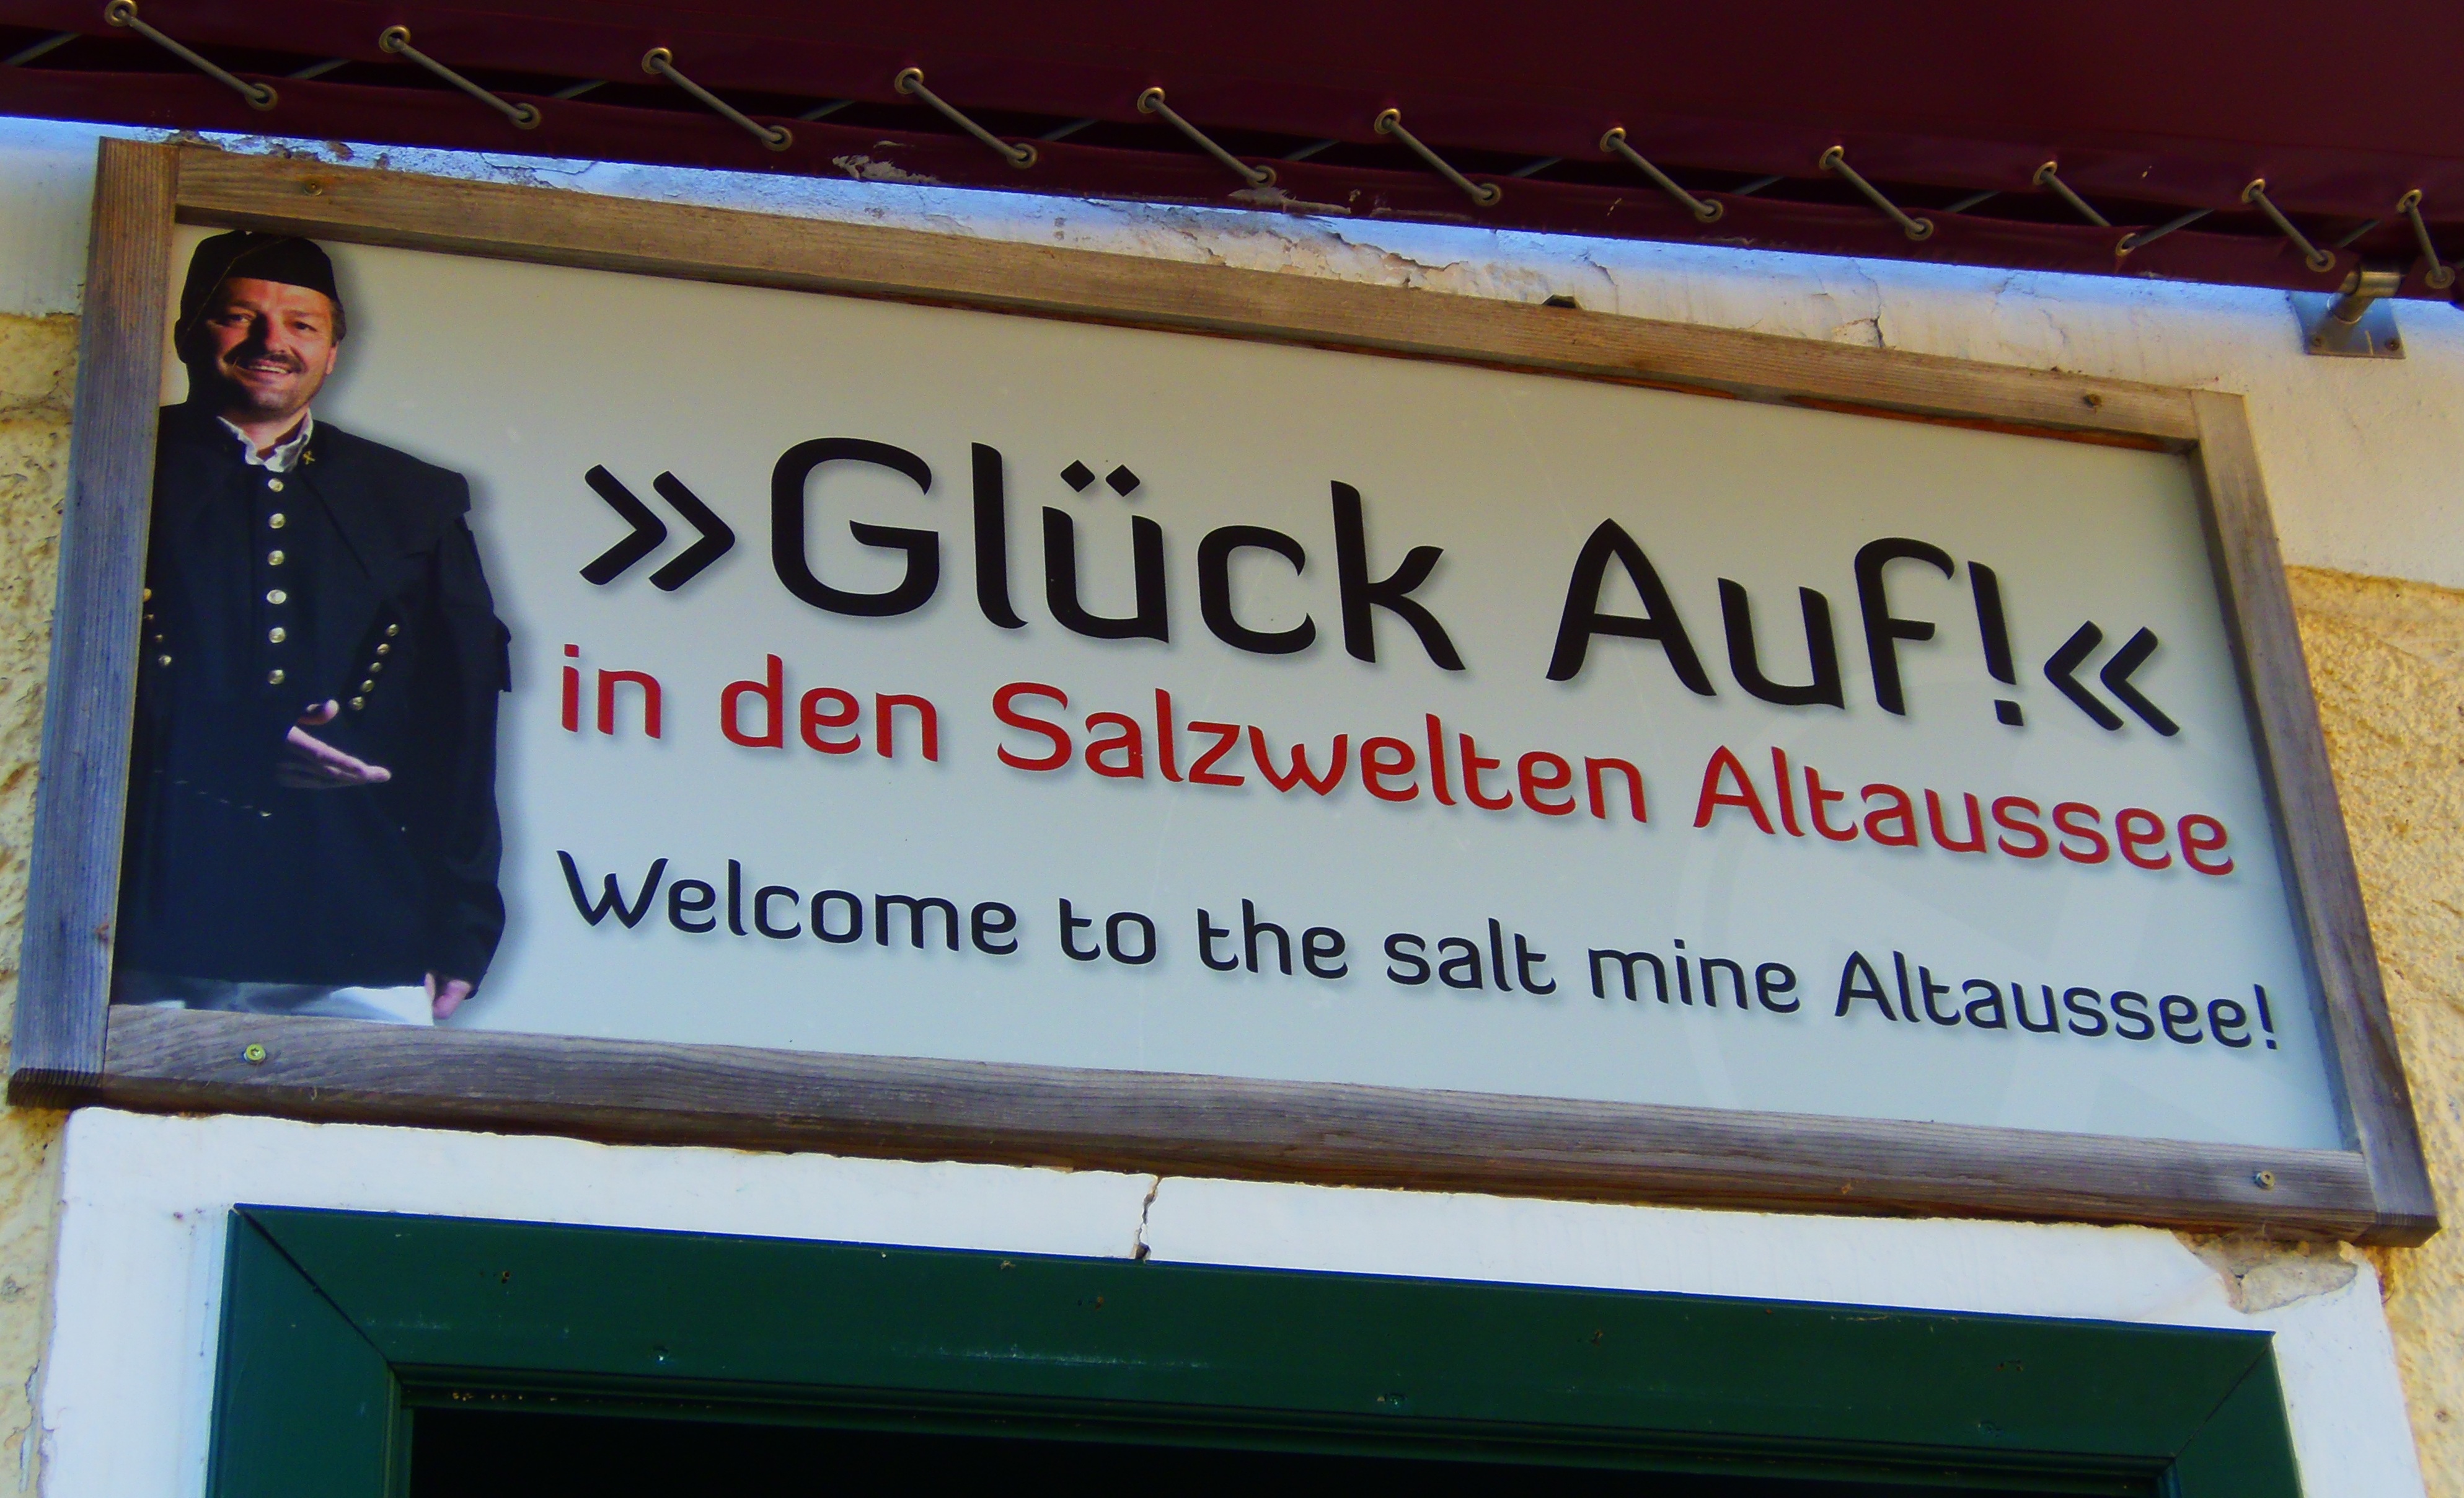 »Glück Auf!«
in den Salzwelten Altaussee
Welcome to the salt mine Altaussee!